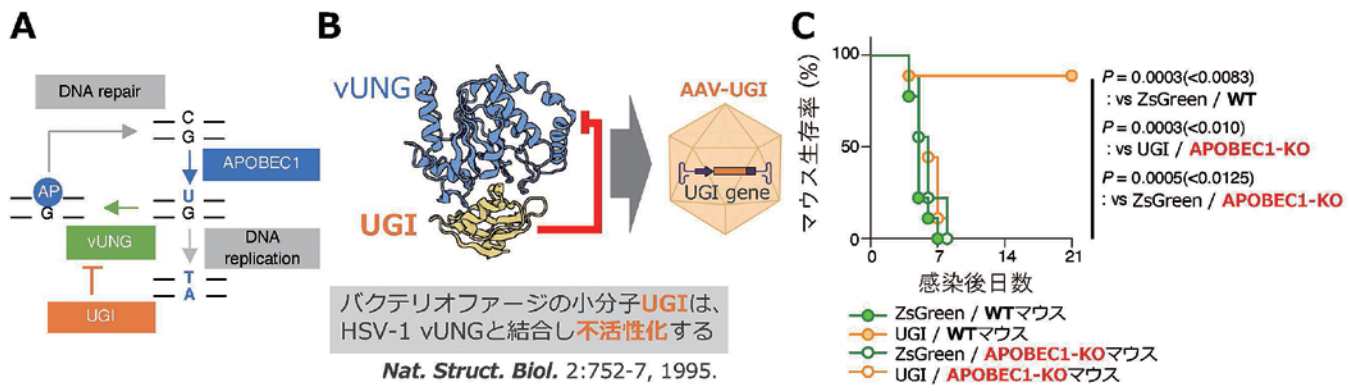 A
DNA repair
C
G
APOBEC1
AP
G
U
G
vUNG
DNA
replication
T
A
UGI
B
vUNG
UGI
AAV-UGI
UGI gene
バクテリオファージの小分子UGIは、
HSV-1 vUNGと結合し不活性化する
Nat. Struct. Biol. 2:752-7, 1995.
C
マウス生存率 (%)
100
50
0
0
7
14
21
感染後日数
P = 0.0003(<0.0083)
: vs ZsGreen / WT
P = 0.0003(<0.010)
: vs UGI / APOBEC1-KO
P = 0.0005(<0.0125)
: vs ZsGreen / APOBEC1-KO
ZsGreen / WTマウス
UGI / WTマウス
ZsGreen / APOBEC1-KOマウス
UGI / APOBEC1-KOマウス